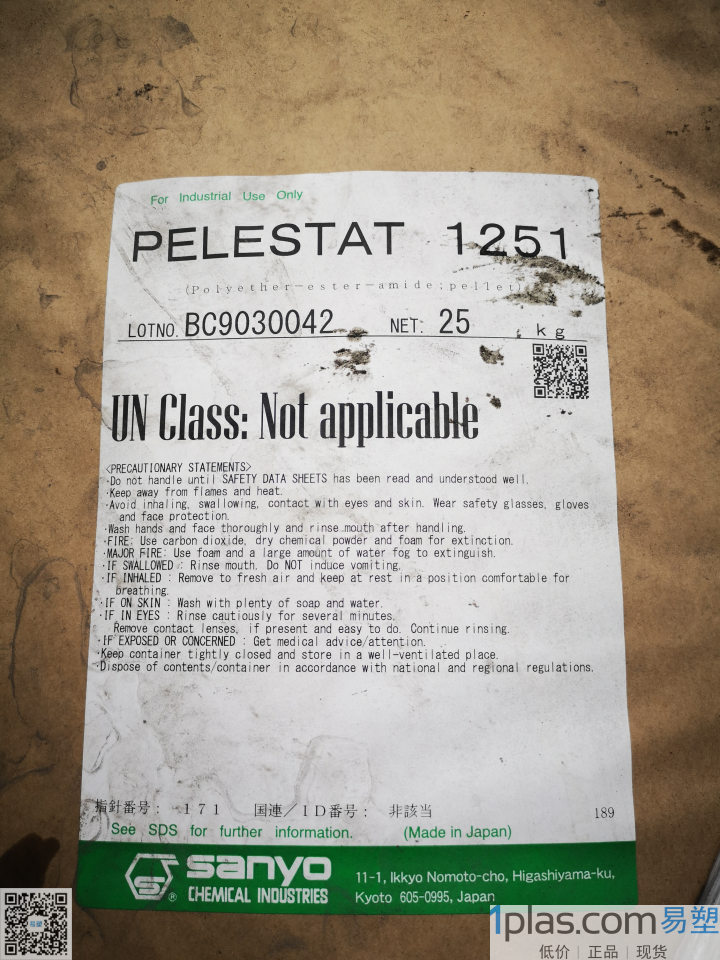 For Industrial Use Only
PELESTAT 1251
(Polyether-ester-amide;pellet)
LOTNO. BC9030042 NET: 25 kg
UN Class: Not applicable
<PRECAUTIONARY STATEMENTS>
·Do not handle until SAFETY DATA SHEETS has been read and understood well.
·Keep away from flames and heat.
·Avoid inhaling, swallowing, contact with eyes and skin. Wear safety glasses, gloves
and face protection.
·Wash hands and face thoroughly and rinse mouth after handling.
·FIRE: Use carbon dioxide, dry chemical powder and foam for extinction.
·MAJOR FIRE: Use foam and a large amount of water fog to extinguish.
·IF SWALLOWED : Rinse mouth. Do NOT induce vomiting.
·IF INHALED : Remove to fresh air and keep at rest in a position comfortable for
breathing.
·IF ON SKIN : Wash with plenty of soap and water.
·IF IN EYES : Rinse cautiously for several minutes.
Remove contact lenses, if present and easy to do. Continue rinsing.
·IF EXPOSED OR CONCERNED : Get medical advice/attention.
·Keep container tightly closed and store in a well-ventilated place.
·Dispose of contents/container in accordance with national and regional regulations.
指針番号： 171 国連／ID番号： 非該当 189
See SDS for further information. (Made in Japan)
sanyo
CHEMICAL INDUSTRIES
®
11-1, Ikkyo Nomoto-cho, Higashiyama-ku,
Kyoto 605-0995, Japan
1plas.com易塑
低价｜正品｜现货
易塑